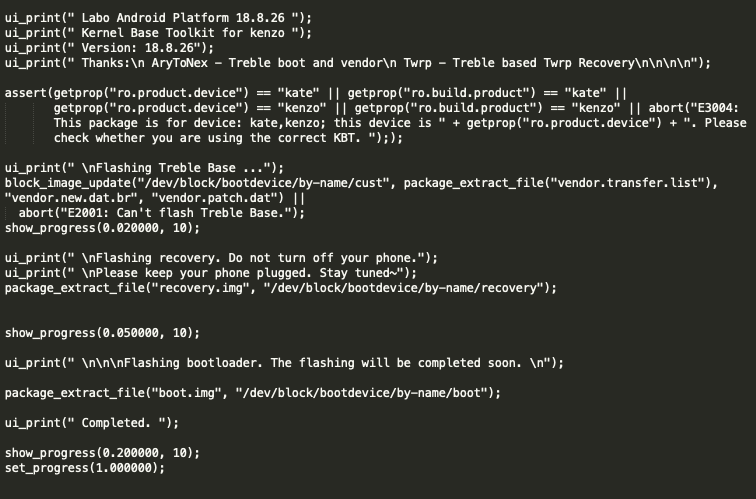 ui_print(" Labo Android Platform 18.8.26 ");
ui_print(" Kernel Base Toolkit for kenzo ");
ui_print(" Version: 18.8.26");
ui_print(" Thanks:\n AryToNex - Treble boot and vendor\n Twrp - Treble based Twrp Recovery\n\n\n\n");
assert(getprop("ro.product.device") == "kate" || getprop("ro.build.product") == "kate" ||
getprop("ro.product.device") == "kenzo" || getprop("ro.build.product") == "kenzo" || abort("E3004:
This package is for device: kate,kenzo; this device is " + getprop("ro.product.device") + ". Please
check whether you are using the correct KBT. "););
ui_print(" \nFlashing Treble Base ...");
block_image_update("/dev/block/bootdevice/by-name/cust", package_extract_file("vendor.transfer.list"),
"vendor.new.dat.br", "vendor.patch.dat") ||
abort("E2001: Can't flash Treble Base.");
show_progress(0.020000, 10);
ui_print(" \nFlashing recovery. Do not turn off your phone.");
ui_print(" \nPlease keep your phone plugged. Stay tuned~");
package_extract_file("recovery.img", "/dev/block/bootdevice/by-name/recovery");
show_progress(0.050000, 10);
ui_print(" \n\n\nFlashing bootloader. The flashing will be completed soon. \n");
package_extract_file("boot.img", "/dev/block/bootdevice/by-name/boot");
ui_print(" Completed. ");
show_progress(0.200000, 10);
set_progress(1.000000);